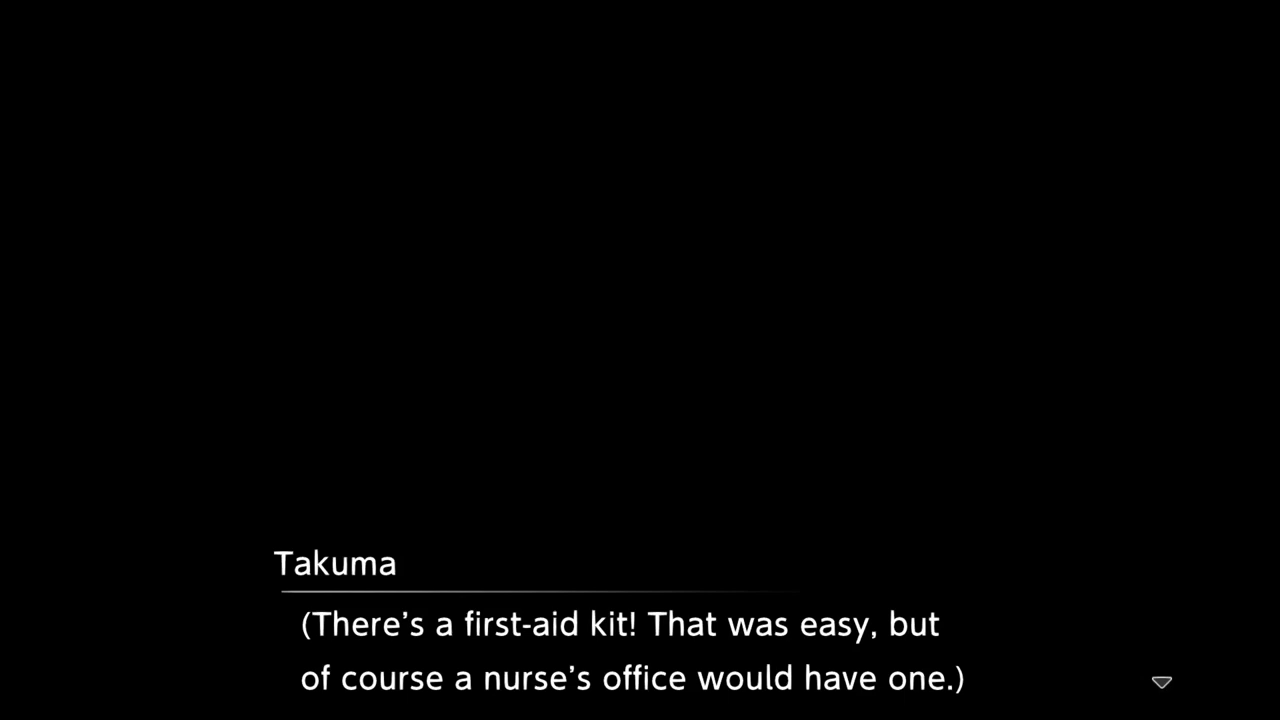 Takuma
(There’s a first-aid kit! That was easy, but
of course a nurse’s office would have one.)